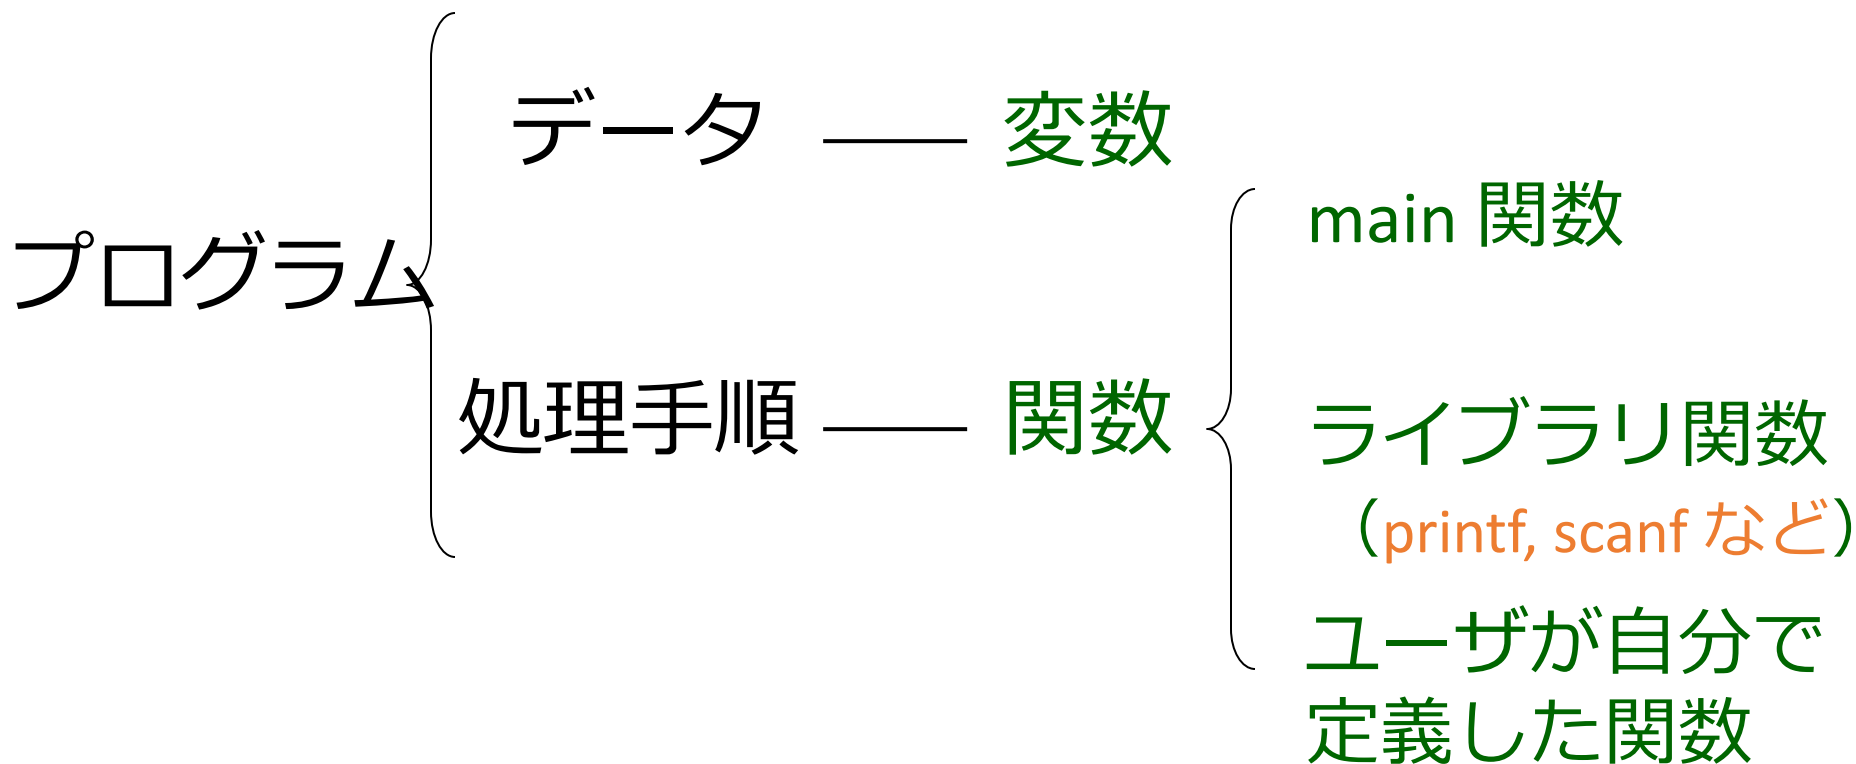 プログラム
データ
変数
処理手順
関数
main 関数
ライブラリ関数
（printf, scanf など）
ユーザが自分で
定義した関数